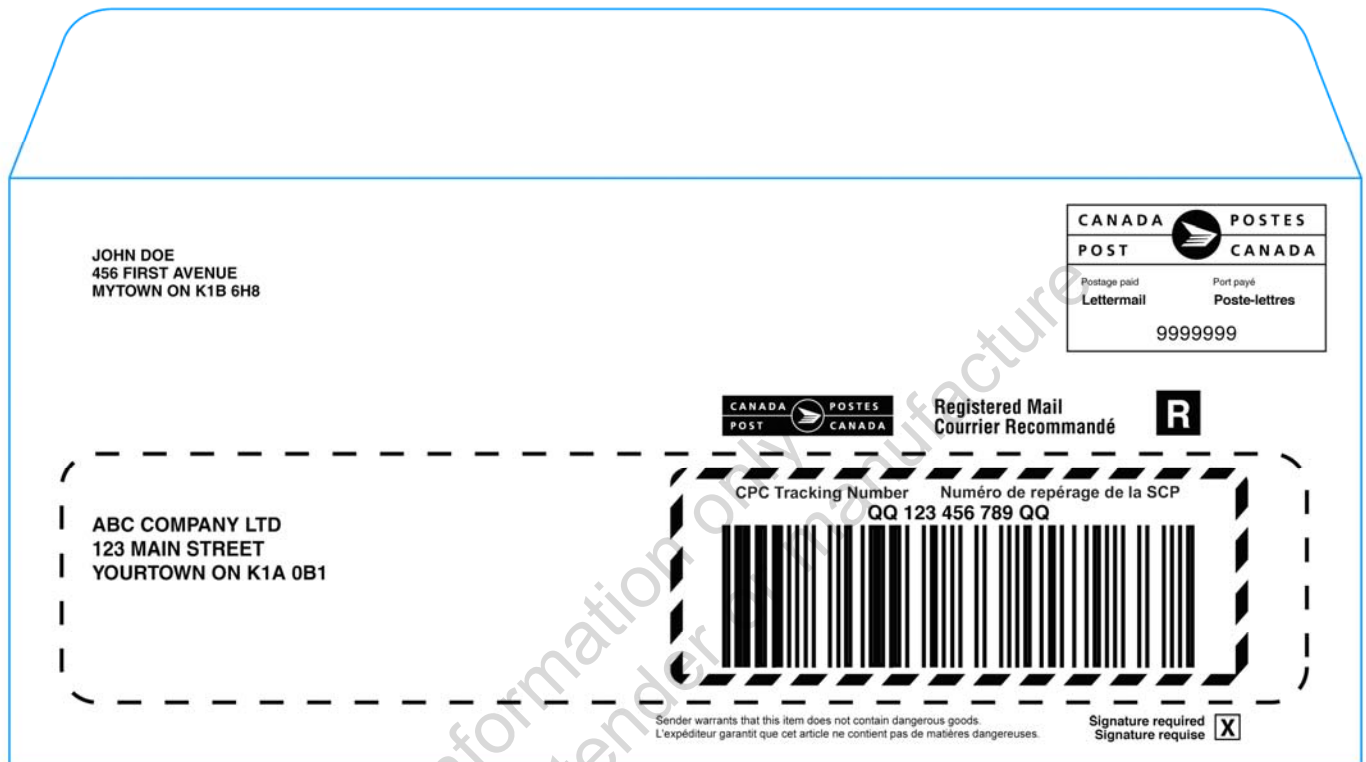 JOHN DOE
456 FIRST AVENUE
MYTOWN ON K1B 6H8
CANADA POSTES
POST CANADA
Postage paid Port payé
Lettermail Poste-lettres
9999999
CANADA POSTES
POST CANADA
Registered Mail
Courrier Recommandé
R
CPC Tracking Number Numéro de repérage de la SCP
QQ 123 456 789 QQ
ABC COMPANY LTD
123 MAIN STREET
YOURTOWN ON K1A 0B1
Sender warrants that this item does not contain dangerous goods.
L'expéditeur garantit que cet article ne contient pas de matières dangereuses.
Signature required
Signature requise
X
only
manufacture